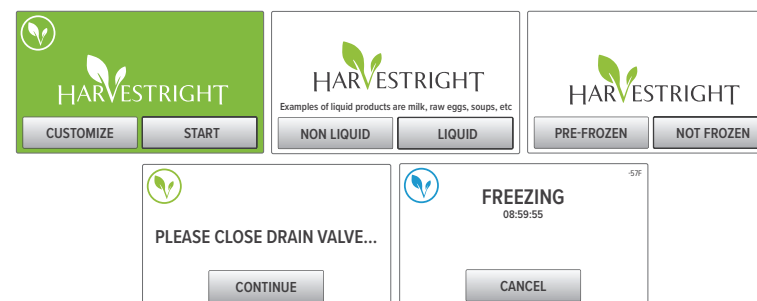 HARVESTRIGHT
CUSTOMIZE START
HARVESTRIGHT
Examples of liquid products are milk, raw eggs, soups, etc
NON LIQUID LIQUID
HARVESTRIGHT
PRE-FROZEN NOT FROZEN
PLEASE CLOSE DRAIN VALVE...
CONTINUE
-57F
FREEZING
08:59:55
CANCEL